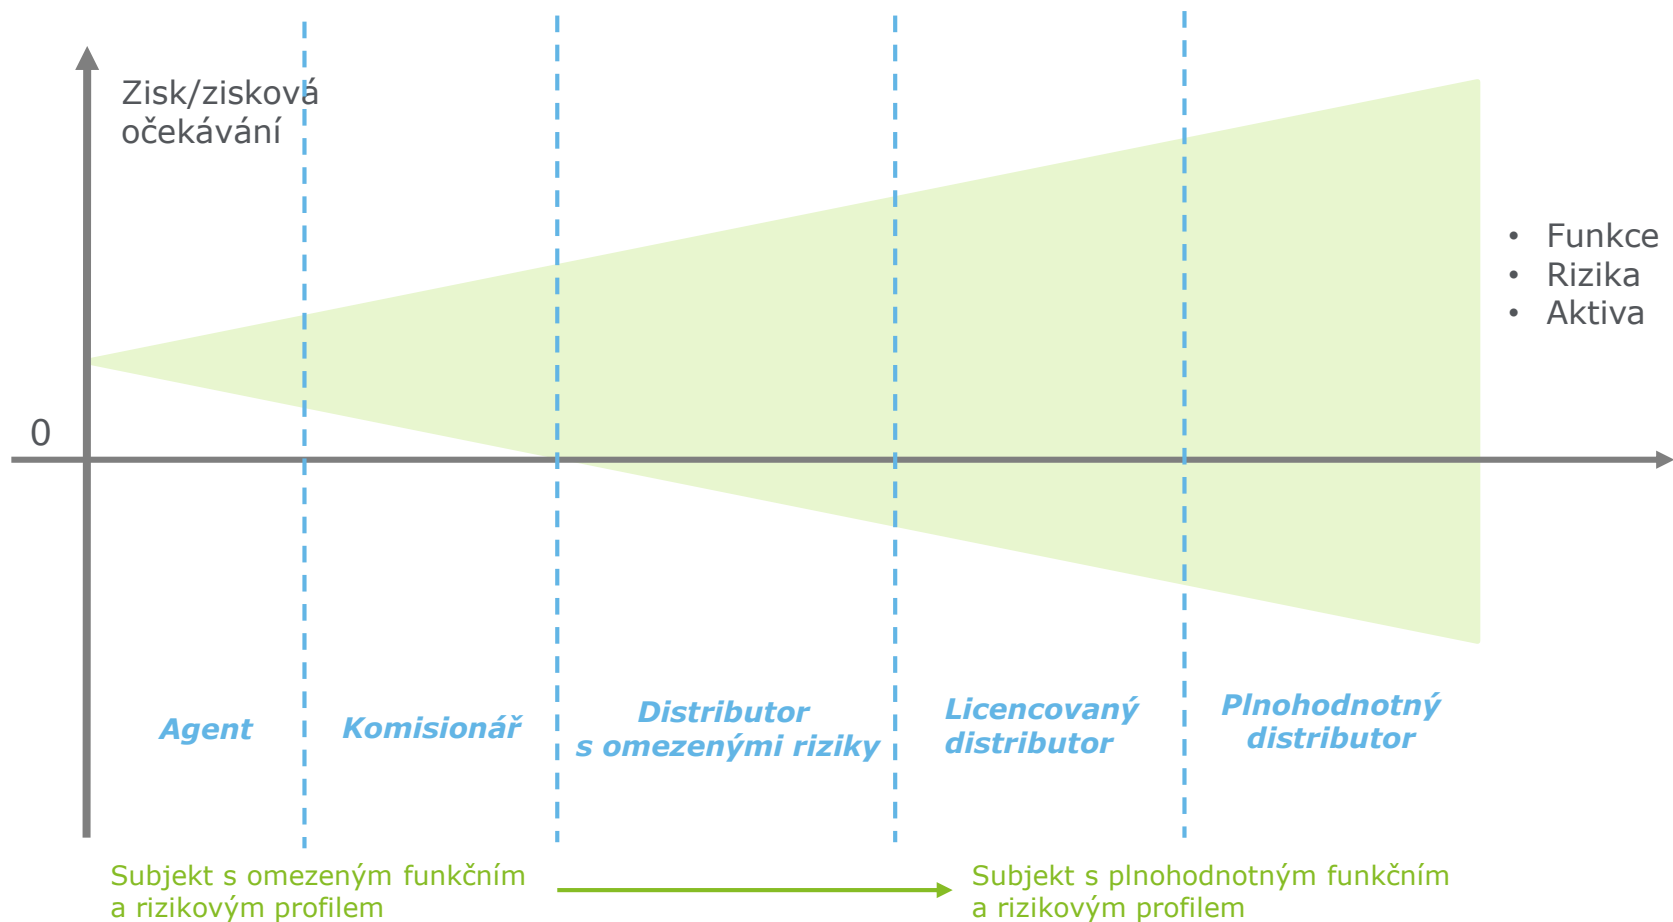 Zisk/zisková
očekávání
• Funkce
• Rizika
• Aktiva
0
Agent
Komisionář
Distributor
s omezenými riziky
Licencovaný
distributor
Plnohodnotný
distributor
Subjekt s omezeným funkčním
a rizikovým profilem
Subjekt s plnohodnotným funkčním
a rizikovým profilem